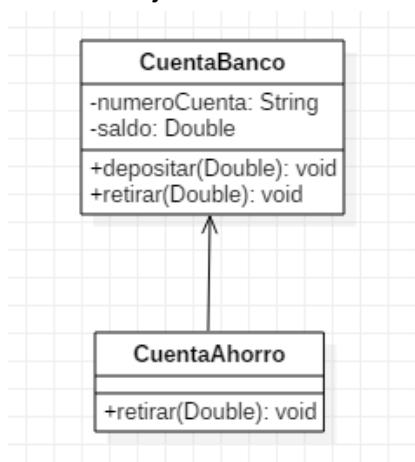 CuentaBanco
-numeroCuenta: String
-saldo: Double
+depositar(Double): void
+retirar(Double): void
CuentaAhorro
+retirar(Double): void